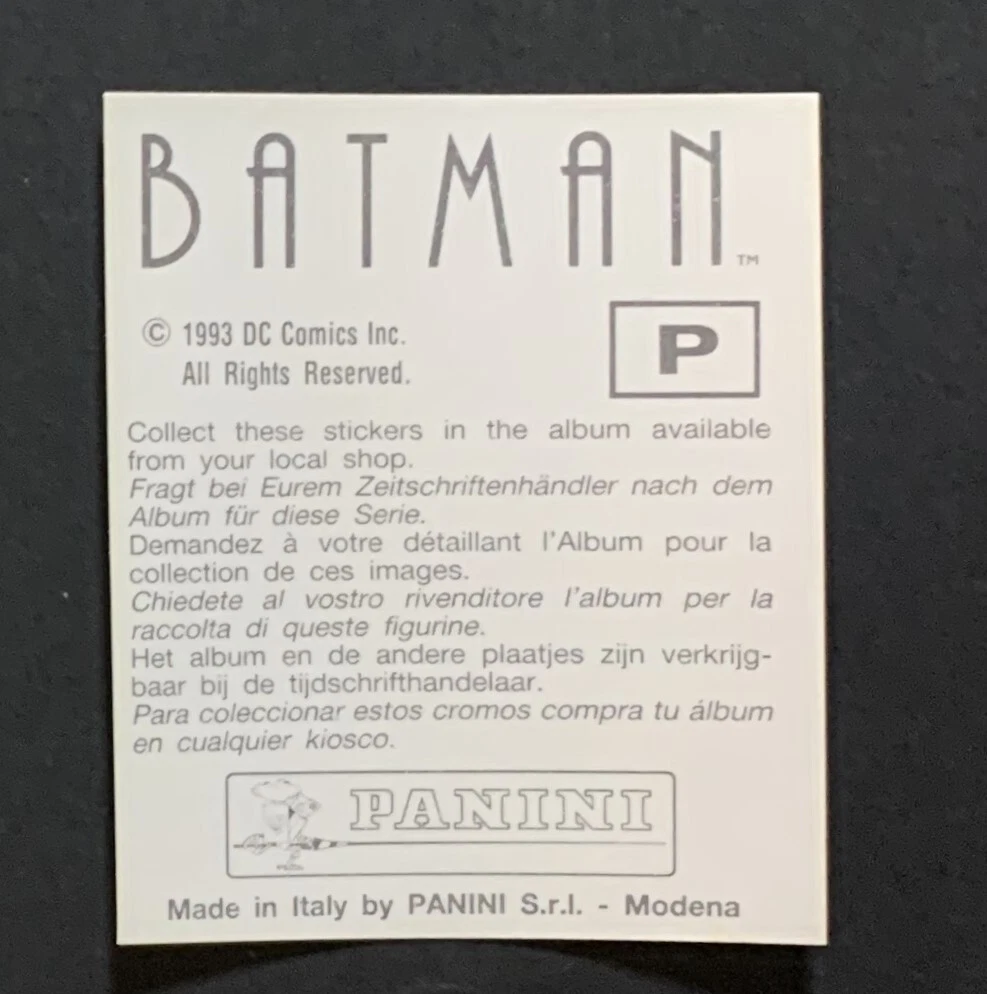 BATMAN™
© 1993 DC Comics Inc.
All Rights Reserved.
P
Collect these stickers in the album available
from your local shop.
Fragt bei Eurem Zeitschriftenhändler nach dem
Album für diese Serie.
Demandez à votre détaillant l'Album pour la
collection de ces images.
Chiedete al vostro rivenditore l'album per la
raccolta di queste figurine.
Het album en de andere plaatjes zijn verkrijg-
baar bij de tijdschrifthandelaar.
Para coleccionar estos cromos compra tu álbum
en cualquier kiosco.
PANINI
Made in Italy by PANINI S.r.l. - Modena